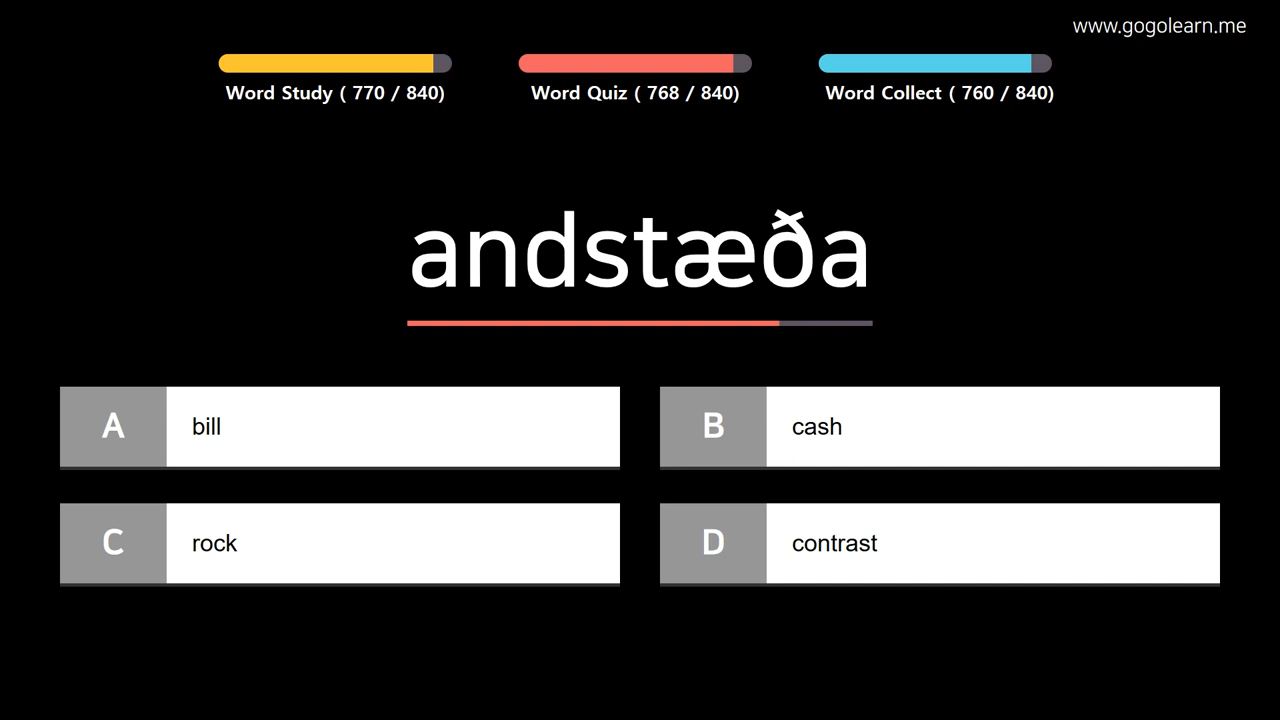 www.gogolearn.me
Word Study ( 770 / 840)
Word Quiz ( 768 / 840)
Word Collect ( 760 / 840)
andstæða
A
bill
B
cash
C
rock
D
contrast